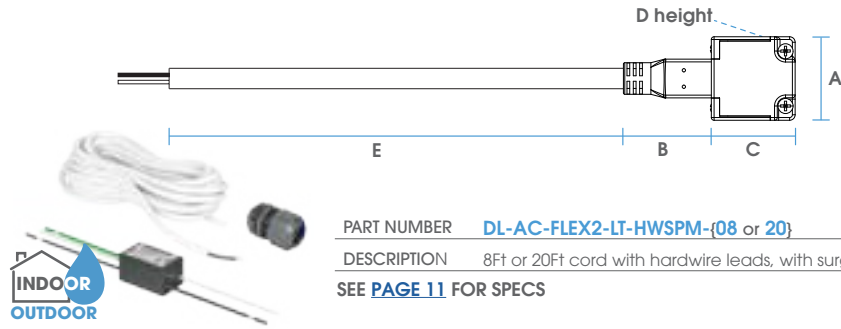 D height
A
E
B
C
PART NUMBER DL-AC-FLEX2-LT-HWSPM-{08 or 20}
DESCRIPTION 8Ft or 20Ft cord with hardwire leads, with surg
SEE PAGE 11 FOR SPECS
INDOOR
OUTDOOR